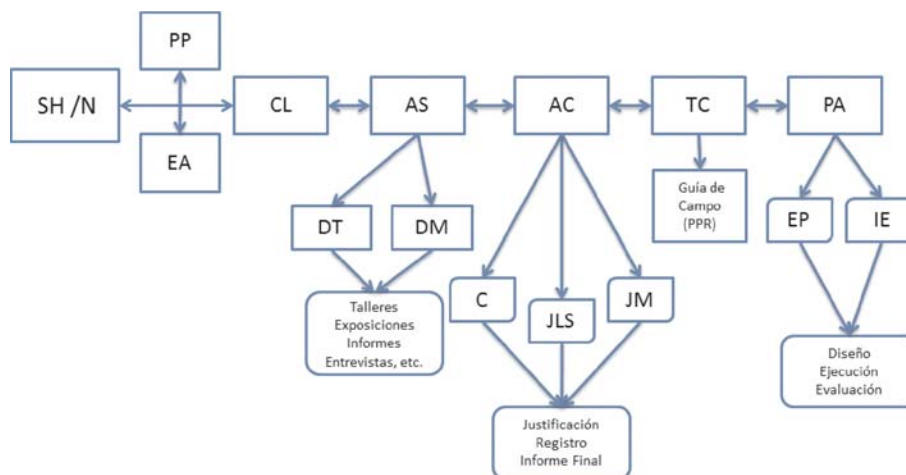 PP
SH /N
CL
AS
AC
TC
PA
EA
DT
DM
Guía de
Campo
(PPR)
EP
IE
C
JLS
JM
Talleres
Exposiciones
Informes
Entrevistas, etc.
Diseño
Ejecución
Evaluación
Justificación
Registro
Informe Final